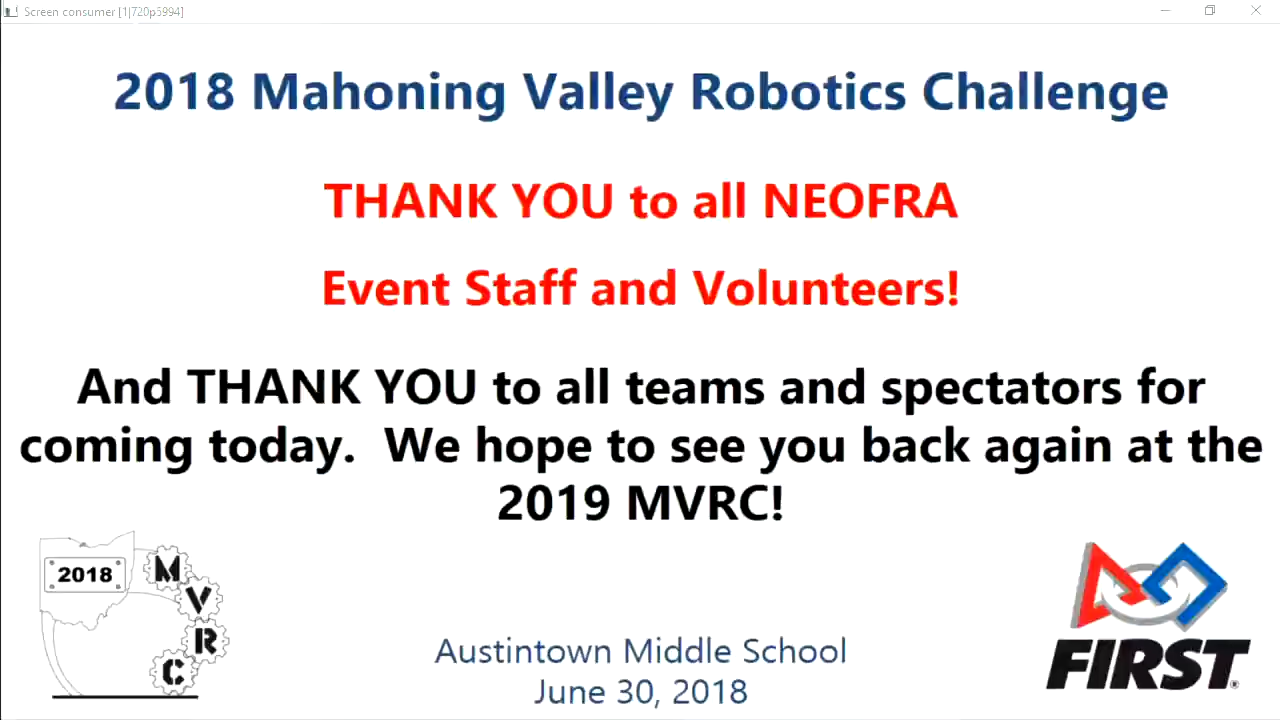 Screen consumer [1|720p5994]
2018 Mahoning Valley Robotics Challenge
THANK YOU to all NEOFRA
Event Staff and Volunteers!
And THANK YOU to all teams and spectators for
coming today.  We hope to see you back again at the
2019 MVRC!
2018
M
V
R
C
Austintown Middle School
June 30, 2018
FIRST®